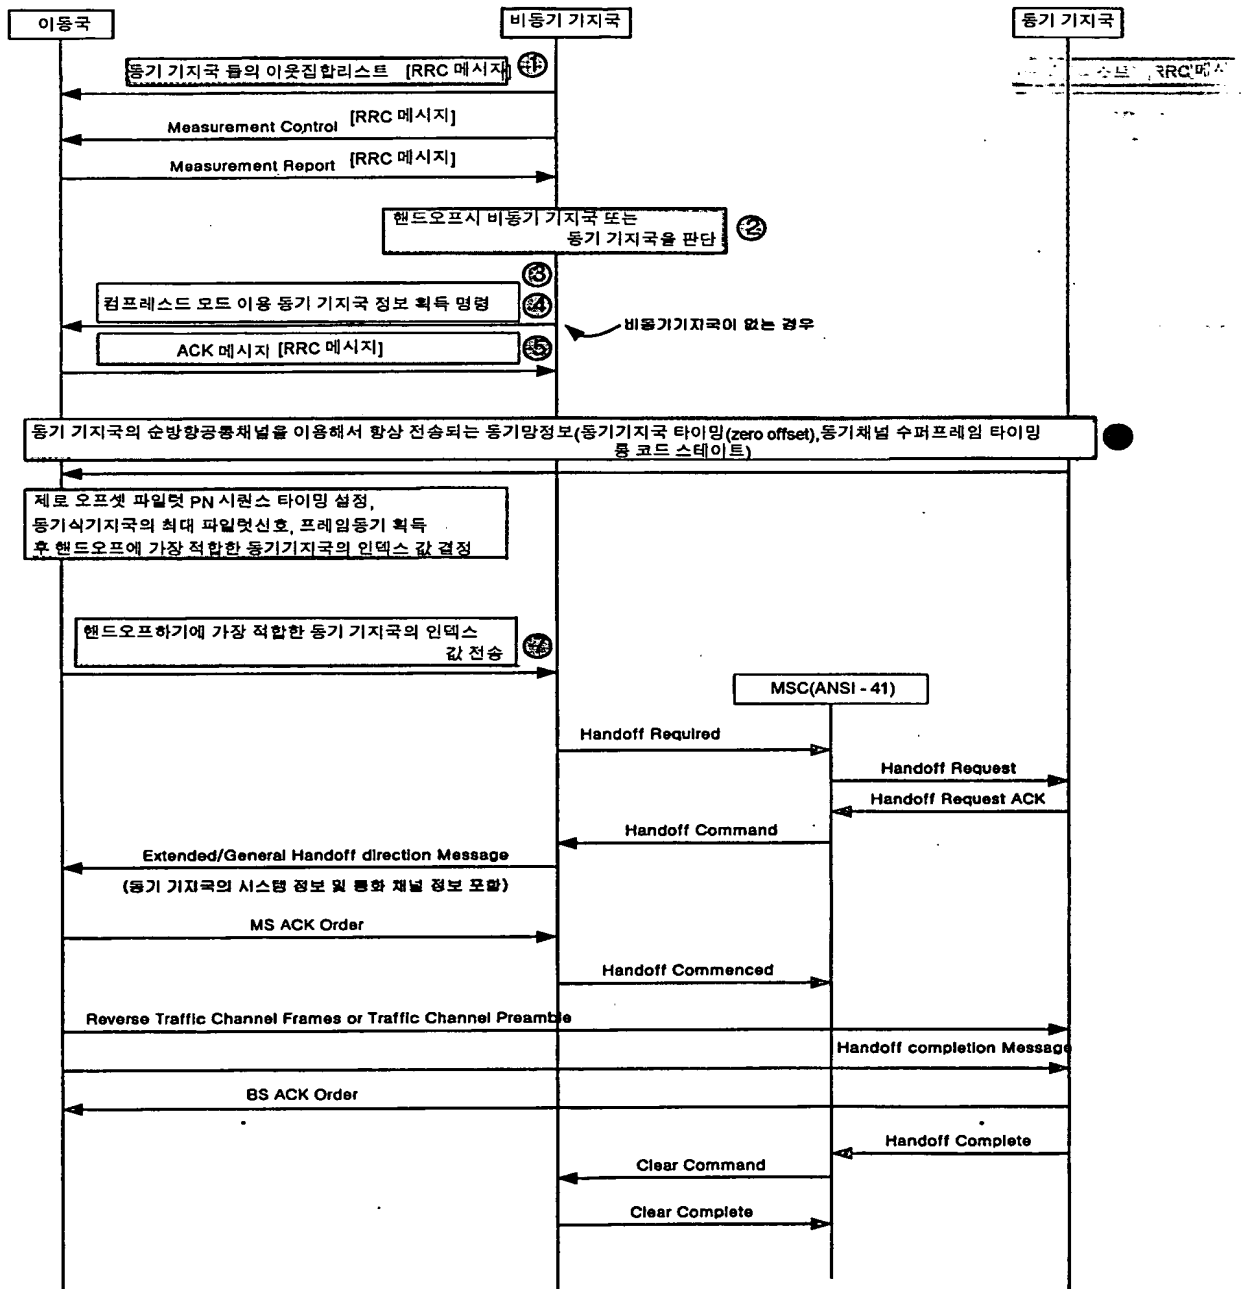 이동국
비동기 기지국
동기 기지국
동기 기지국 들의 이웃집합리스트 [RRC 메시지]
①
RRC 메시
Measurement Control [RRC 메시지]
Measurement Report [RRC 메시지]
핸드오프시 비동기 기지국 또는
동기 기지국을 판단
②
③
컴프레스드 모드 이용 동기 기지국 정보 획득 명령
④
비동기기지국이 없는 경우
ACK 메시지 [RRC 메시지]
⑤
동기 기지국의 순방향공통채널을 이용해서 항상 전송되는 동기망정보(동기기지국 타이밍(zero offset),동기채널 수퍼프레임 타이밍
롱 코드 스테이트)
제로 오프셋 파일럿 PN 시퀀스 타이밍 설정,
동기식기지국의 최대 파일럿신호, 프레임동기 획득
후 핸드오프에 가장 적합한 동기기지국의 인덱스 값 결정
핸드오프하기에 가장 적합한 동기 기지국의 인덱스
값 전송
⑦
MSC(ANSI - 41)
Handoff Required
Handoff Request
Handoff Request ACK
Handoff Command
Extended/General Handoff direction Message
(동기 기지국의 시스템 정보 및 통화 채널 정보 포함)
MS ACK Order
Handoff Commenced
Reverse Traffic Channel Frames or Traffic Channel Preamble
Handoff completion Message
BS ACK Order
Handoff Complete
Clear Command
Clear Complete